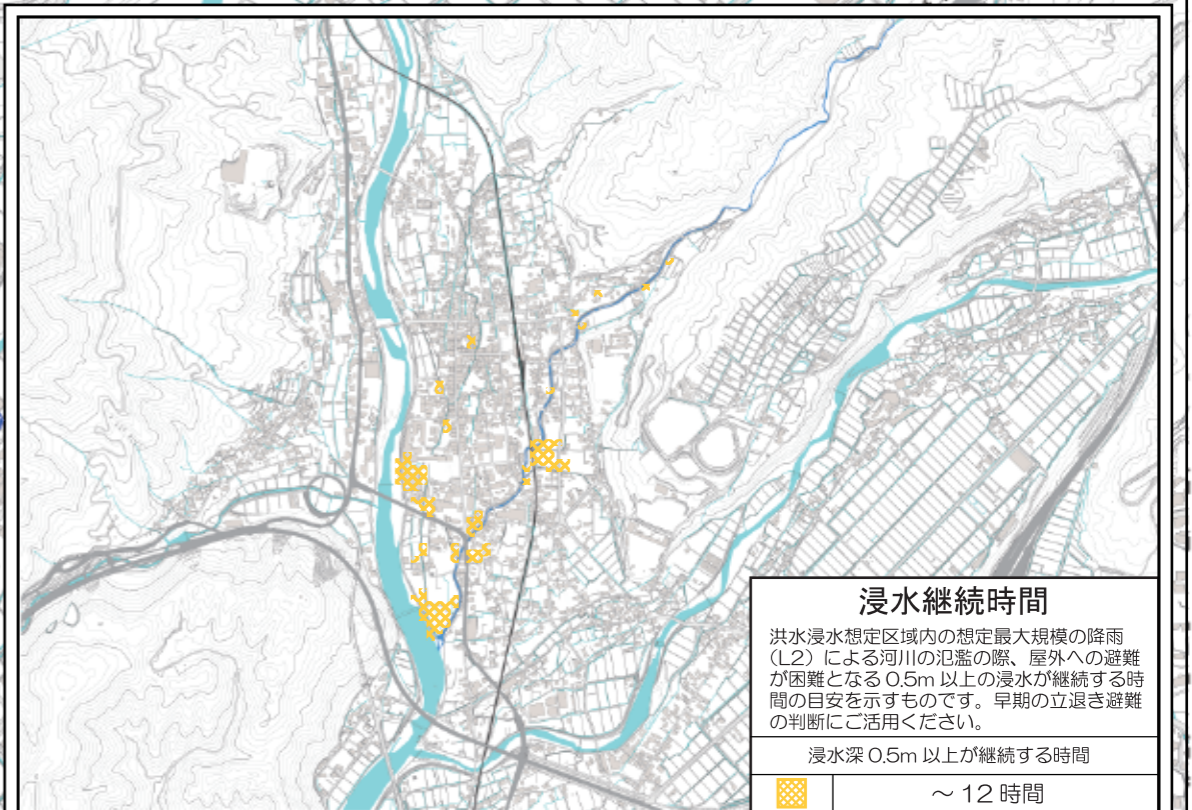 浸水継続時間
洪水浸水想定区域内の想定最大規模の降雨
(L2)による河川の氾濫の際、屋外への避難
が困難となる0.5m以上の浸水が継続する時
間の目安を示すものです。早期の立退き避難
の判断にご活用ください。
浸水深0.5m以上が継続する時間
～12時間